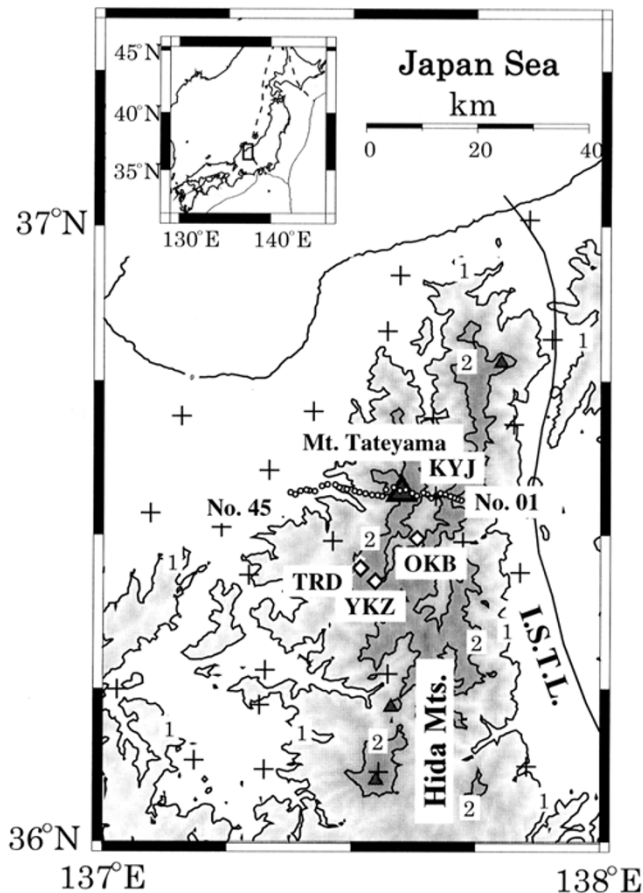 45°N
40°N
35°N
130°E 140°E
Japan Sea
km
0 20 40
37°N
1
1
2
Mt. Tateyama
KYJ
No. 45
No. 01
2
OKB
TRD
YKZ
1
2
1
I.S.T.L.
Hida Mts.
1
1
2
2
1
36°N
137°E 138°E